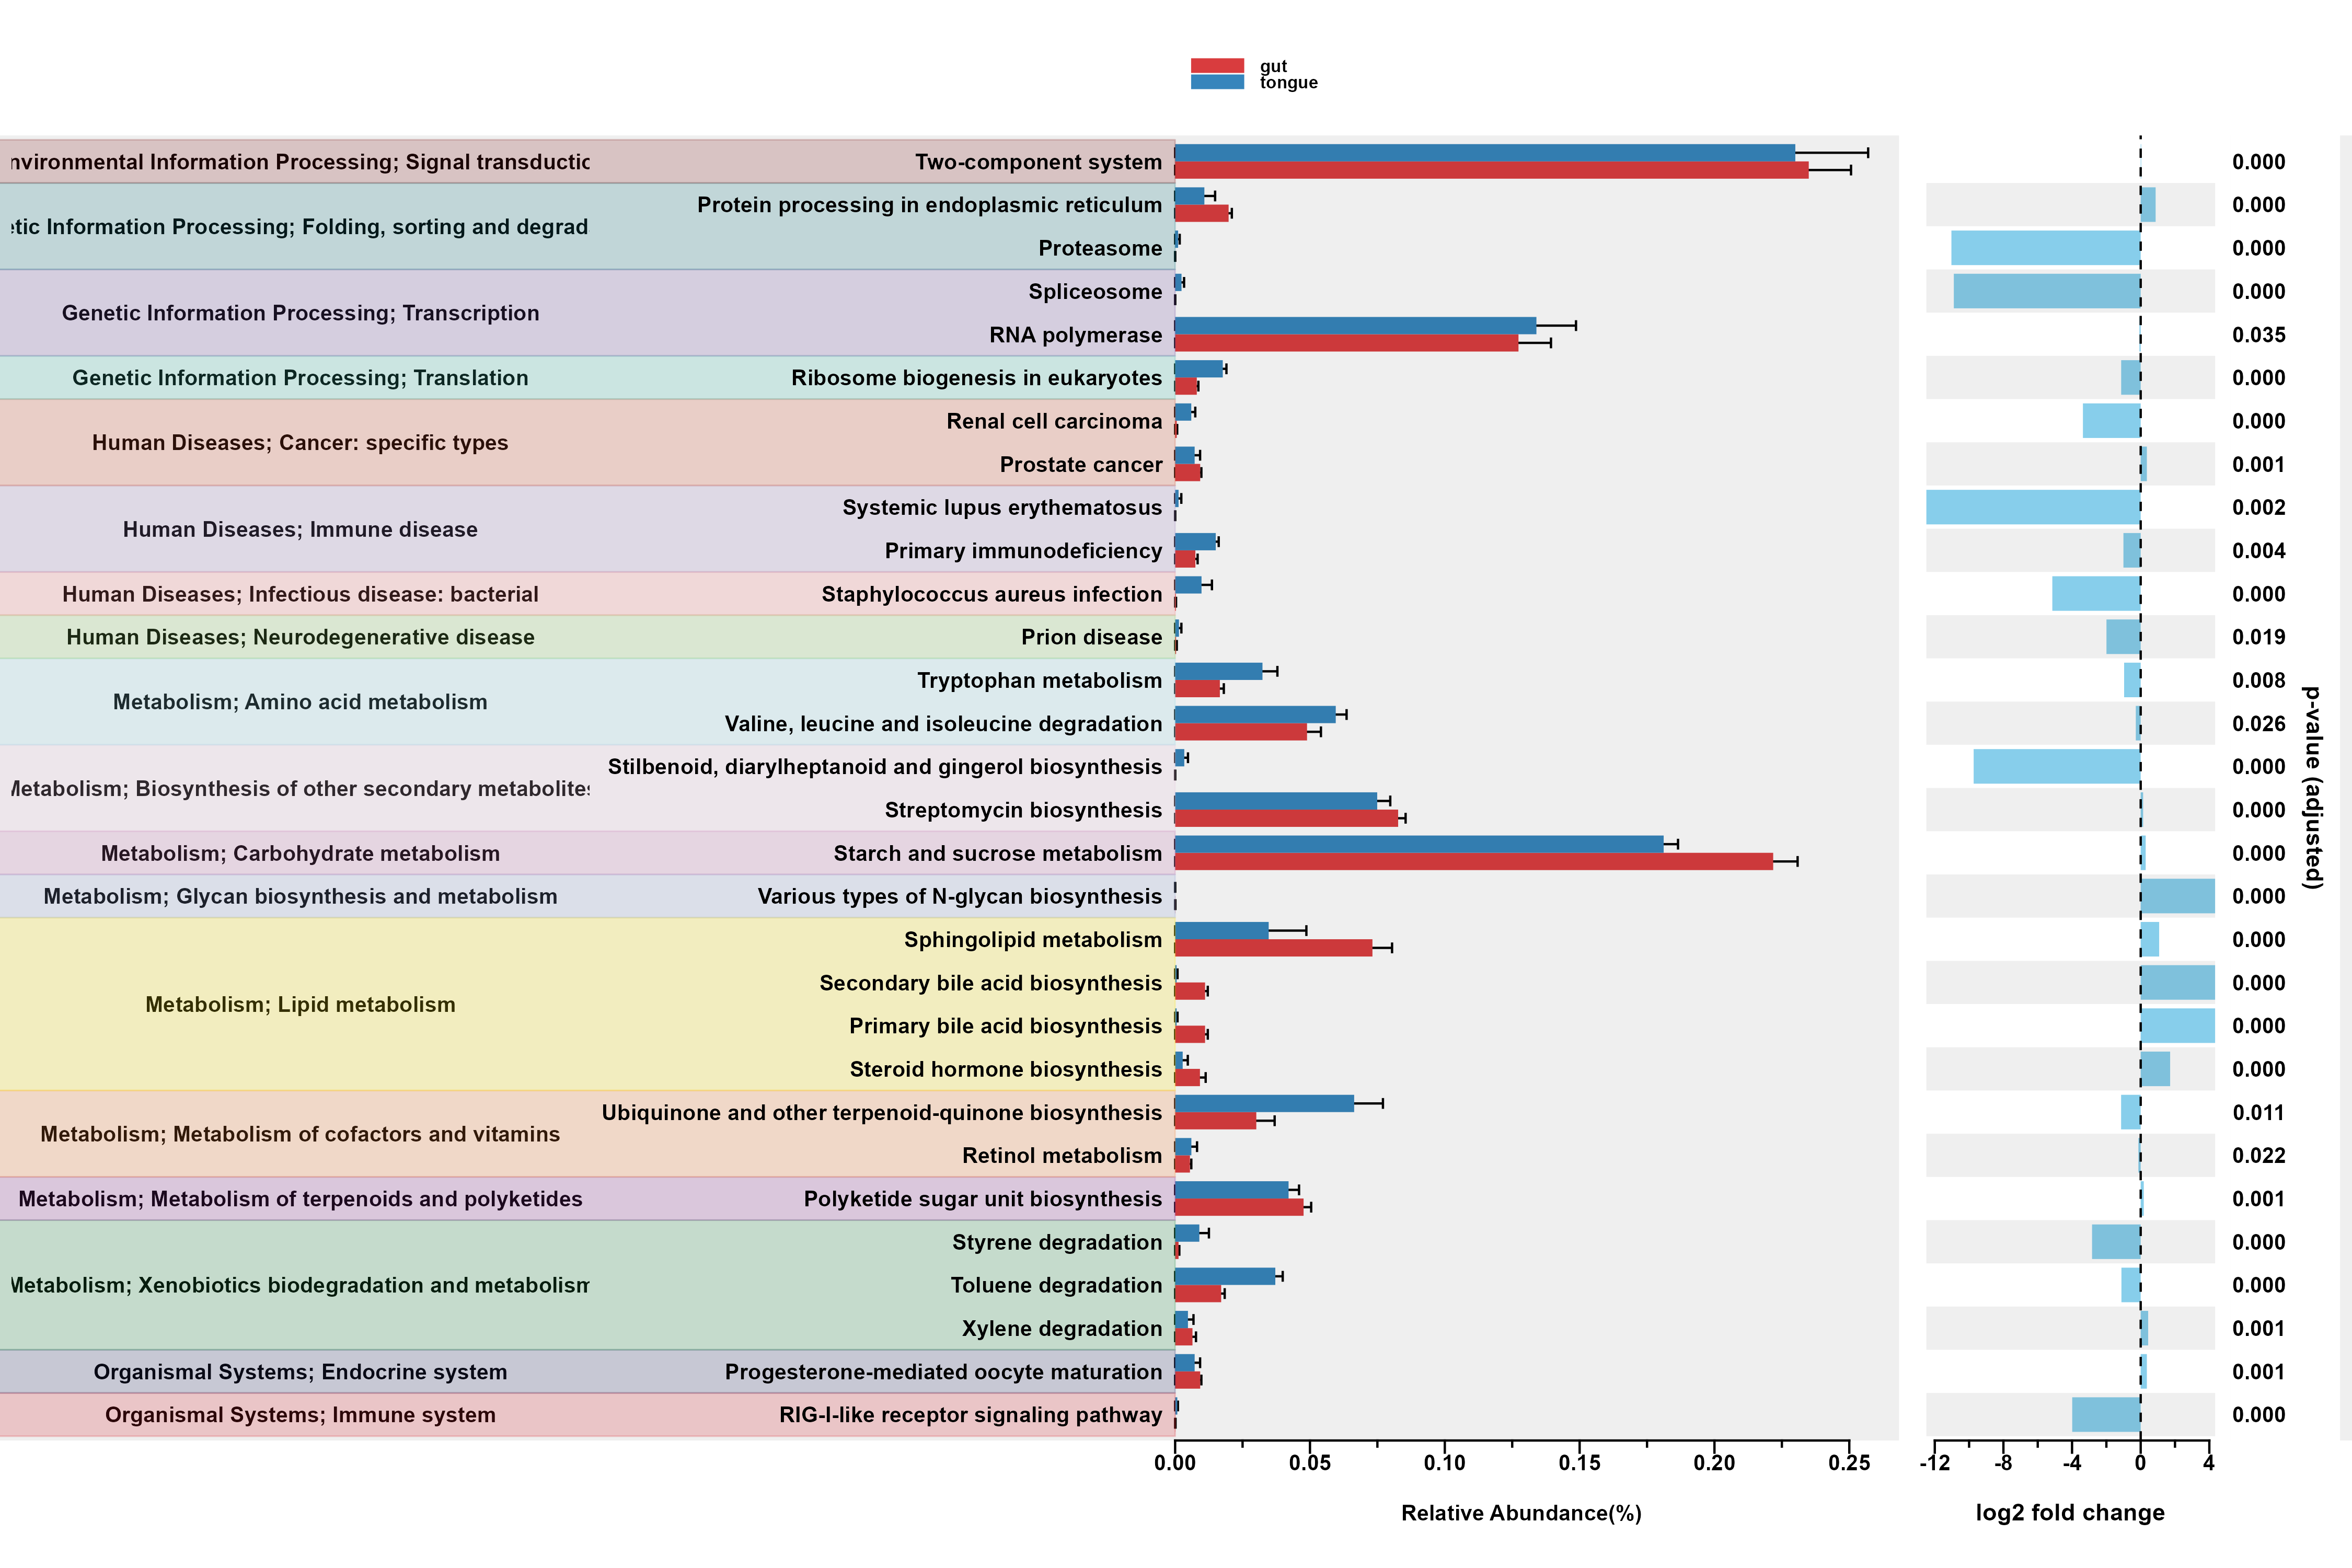 gut
tongue
nvironmental Information Processing; Signal transductio
Two-component system
0.000
etic Information Processing; Folding, sorting and degrad
Protein processing in endoplasmic reticulum
0.000
Proteasome
0.000
Genetic Information Processing; Transcription
Spliceosome
0.000
RNA polymerase
0.035
Genetic Information Processing; Translation
Ribosome biogenesis in eukaryotes
0.000
Human Diseases; Cancer: specific types
Renal cell carcinoma
0.000
Prostate cancer
0.001
Human Diseases; Immune disease
Systemic lupus erythematosus
0.002
Primary immunodeficiency
0.004
Human Diseases; Infectious disease: bacterial
Staphylococcus aureus infection
0.000
Human Diseases; Neurodegenerative disease
Prion disease
0.019
Metabolism; Amino acid metabolism
Tryptophan metabolism
0.008
Valine, leucine and isoleucine degradation
0.026
Metabolism; Biosynthesis of other secondary metabolites
Stilbenoid, diarylheptanoid and gingerol biosynthesis
0.000
Streptomycin biosynthesis
0.000
Metabolism; Carbohydrate metabolism
Starch and sucrose metabolism
0.000
Metabolism; Glycan biosynthesis and metabolism
Various types of N-glycan biosynthesis
0.000
Metabolism; Lipid metabolism
Sphingolipid metabolism
0.000
Secondary bile acid biosynthesis
0.000
Primary bile acid biosynthesis
0.000
Steroid hormone biosynthesis
0.000
Metabolism; Metabolism of cofactors and vitamins
Ubiquinone and other terpenoid-quinone biosynthesis
0.011
Retinol metabolism
0.022
Metabolism; Metabolism of terpenoids and polyketides
Polyketide sugar unit biosynthesis
0.001
Metabolism; Xenobiotics biodegradation and metabolism
Styrene degradation
0.000
Toluene degradation
0.000
Xylene degradation
0.001
Organismal Systems; Endocrine system
Progesterone-mediated oocyte maturation
0.001
Organismal Systems; Immune system
RIG-I-like receptor signaling pathway
0.000
p-value (adjusted)
0.00 0.05 0.10 0.15 0.20 0.25
-12 -8 -4 0 4
Relative Abundance(%)
log2 fold change